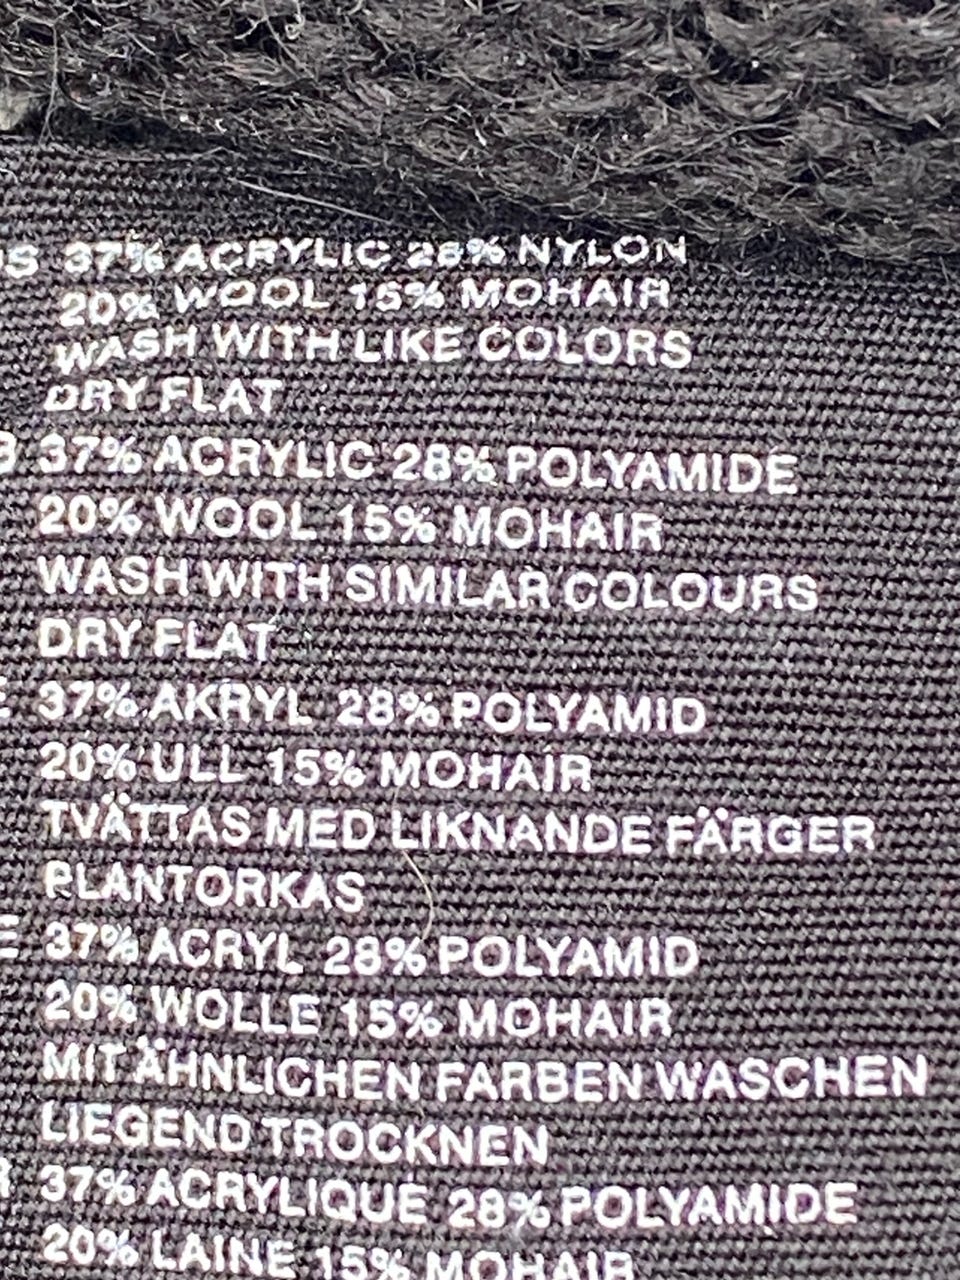 S 37% ACRYLIC 28% NYLON
20% WOOL 15% MOHAIR
WASH WITH LIKE COLORS
DRY FLAT
B 37% ACRYLIC 28% POLYAMIDE
20% WOOL 15% MOHAIR
WASH WITH SIMILAR COLOURS
DRY FLAT
E 37% AKRYL 28% POLYAMID
20% ULL 15% MOHAIR
TVÄTTAS MED LIKNANDE FÄRGER
PLANTORKAS
E 37% ACRYL 28% POLYAMID
20% WOLLE 15% MOHAIR
MIT ÄHNLICHEN FARBEN WASCHEN
LIEGEND TROCKNEN
R 37% ACRYLIQUE 28% POLYAMIDE
20% LAINE 15% MOHAIR